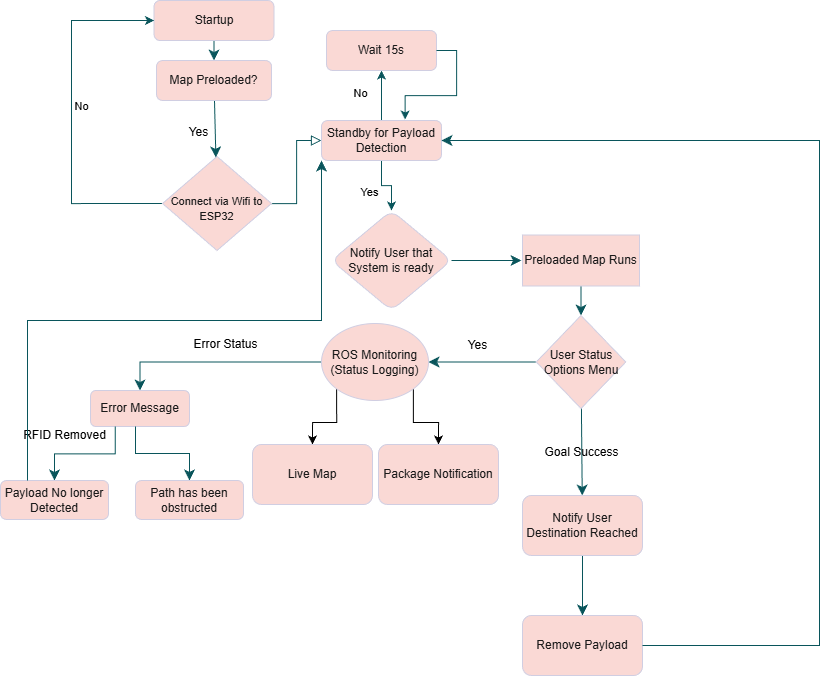 Startup
Wait 15s
Map Preloaded?
No
No
Yes
Standby for Payload
Detection
Connect via Wifi to
ESP32
Yes
Notify User that
System is ready
Preloaded Map Runs
Error Status
ROS Monitoring
(Status Logging)
Yes
User Status
Options Menu
Error Message
RFID Removed
Goal Success
Live Map
Package Notification
Payload No longer
Detected
Path has been
obstructed
Notify User
Destination Reached
Remove Payload